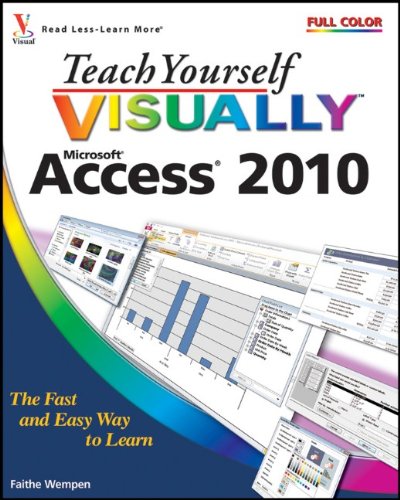 Visual
Read Less-Learn More®
FULL COLOR
Teach Yourself
VISUALLY™
Microsoft®
Access® 2010
The Fast
and Easy Way
to Learn
Faithe Wempen